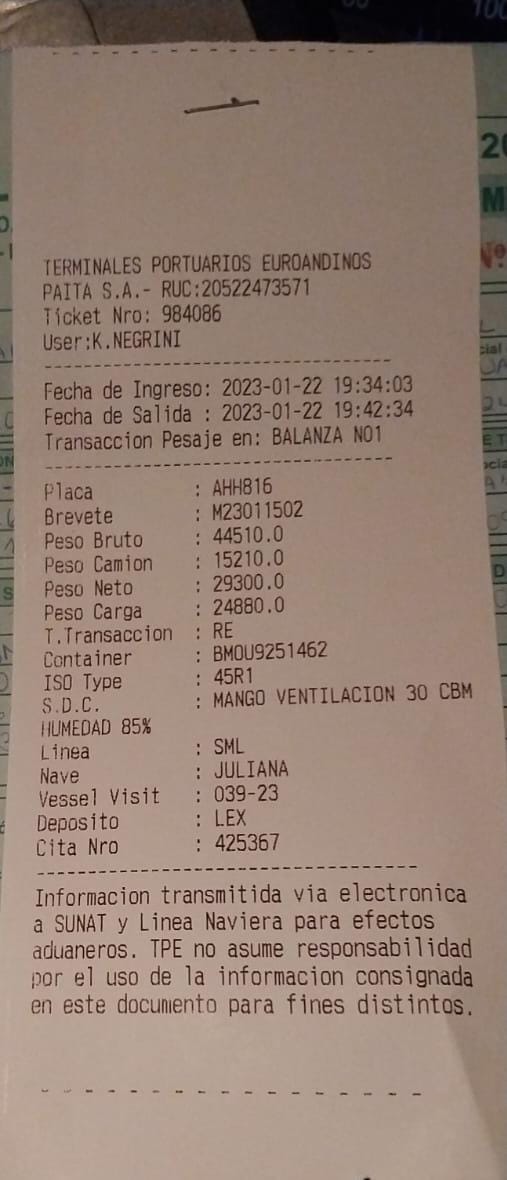 TERMINALES PORTUARIOS EUROANDINOS
PAITA S.A.- RUC:20522473571
Ticket Nro: 984086
User:K.NEGRINI
Fecha de Ingreso: 2023-01-22 19:34:03
Fecha de Salida : 2023-01-22 19:42:34
Transaccion Pesaje en: BALANZA NO1
Placa : AHH816
Brevete : M23011502
Peso Bruto : 44510.0
Peso Camion : 15210.0
Peso Neto : 29300.0
Peso Carga : 24880.0
T.Transaccion : RE
Container : BMOU9251462
ISO Type : 45R1
S.D.C. : MANGO VENTILACION 30 CBM
HUMEDAD 85%
Linea : SML
Nave : JULIANA
Vessel Visit : 039-23
Deposito : LEX
Cita Nro : 425367
Informacion transmitida via electronica
a SUNAT y Linea Naviera para efectos
aduaneros. TPE no asume responsabilidad
por el uso de la informacion consignada
en este documento para fines distintos.